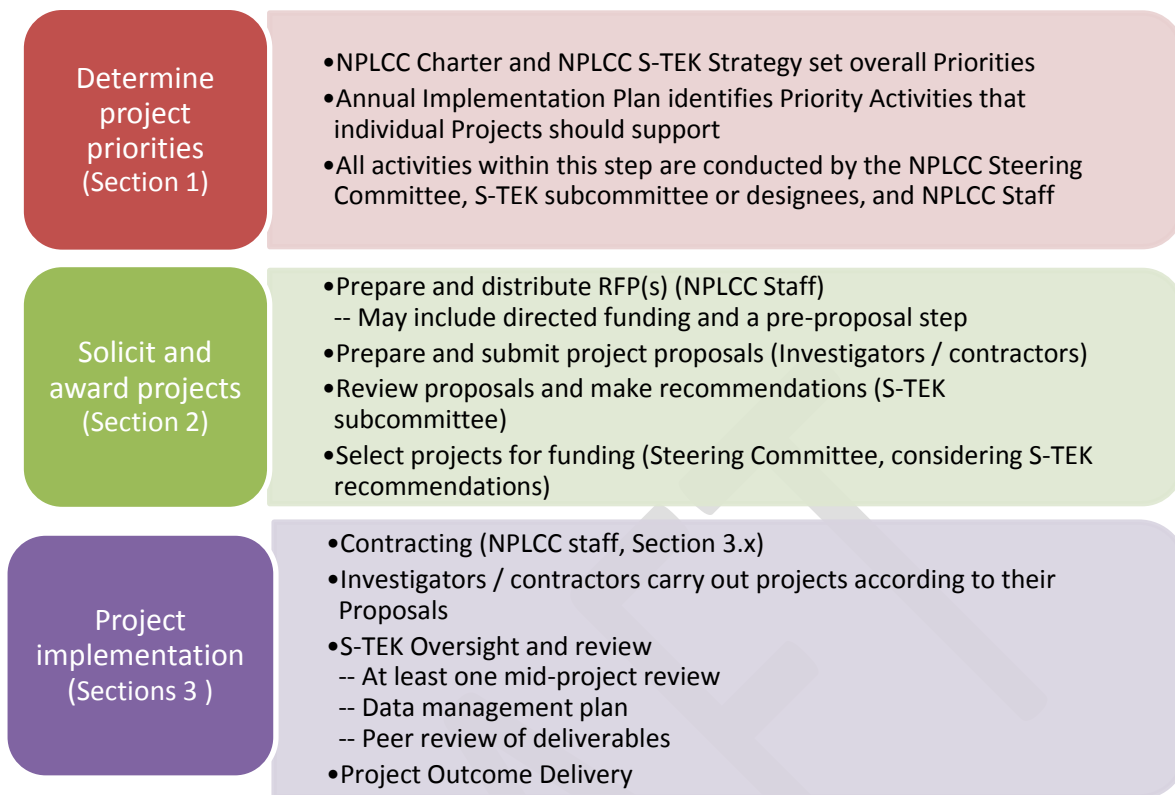 Determine
project
priorities
(Section 1)
•NPLCC Charter and NPLCC S-TEK Strategy set overall Priorities
•Annual Implementation Plan identifies Priority Activities that
individual Projects should support
•All activities within this step are conducted by the NPLCC Steering
Committee, S-TEK subcommittee or designees, and NPLCC Staff
Solicit and
award projects
(Section 2)
•Prepare and distribute RFP(s) (NPLCC Staff)
-- May include directed funding and a pre-proposal step
•Prepare and submit project proposals (Investigators / contractors)
•Review proposals and make recommendations (S-TEK
subcommittee)
•Select projects for funding (Steering Committee, considering S-TEK
recommendations)
Project
implementation
(Sections 3 )
•Contracting (NPLCC staff, Section 3.x)
•Investigators / contractors carry out projects according to their
Proposals
•S-TEK Oversight and review
-- At least one mid-project review
-- Data management plan
-- Peer review of deliverables
•Project Outcome Delivery